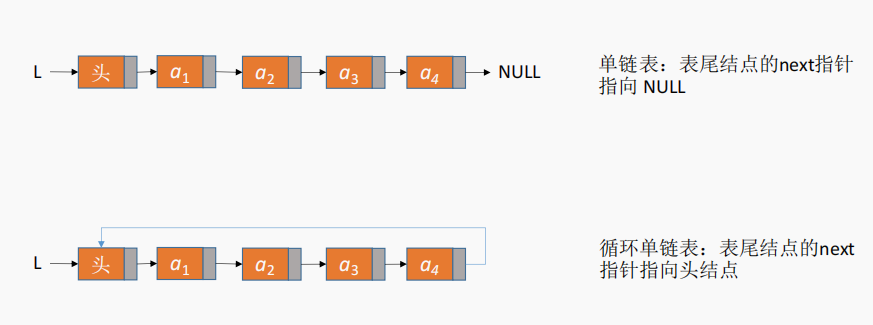 L 头 a1 a2 a3 a4 NULL
单链表：表尾结点的next指针
指向 NULL
L 头 a1 a2 a3 a4
循环单链表：表尾结点的next
指针指向头结点